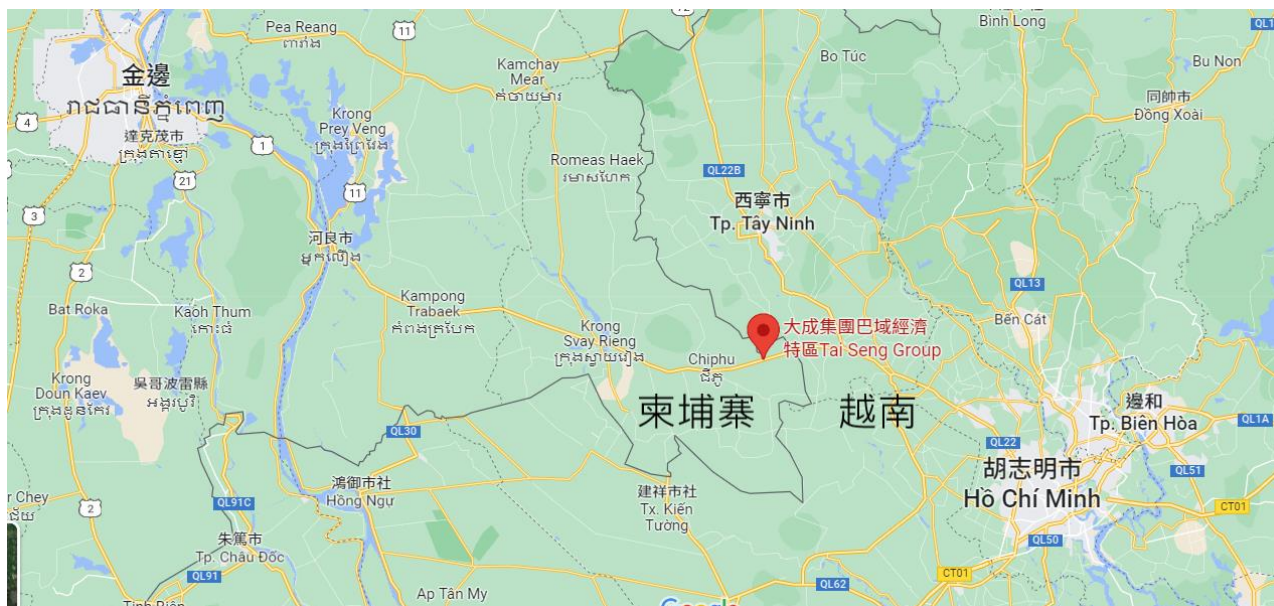 Bình Long
QL1
11
Pea Reang
ពារាំង
Bo Túc
Bu Non
Kamchay
Mear
កំចាយមារ
金邊
រាជធានីភ្នំពេញ
同帥市
Đồng Xoài
Krong
Prey Veng
ក្រុងព្រៃវែង
4
達克茂市
ក្រុងតាខ្មៅ
1
Romeas Haek
រមាសហែក
QL22B
21
11
西寧市
Tp. Tây Ninh
3
河良市
អ្នកលឿង
2
QL13
Bat Roka
Kaoh Thum
កោះធំ
Kampong
Trabaek
កំពង់ត្របែក
Krong
Svay Rieng
ក្រុងស្វាយរៀង
Chiphu
ជីភូ
大成集團巴域經濟
特區Tai Seng Group
Bến Cát
Krong
Doun Kaev
ក្រុងដូនកែវ
吳哥波雷縣
អង្គរបូរី
柬埔寨
越南
邊和
Tp. Biên Hòa
QL1A
QL30
QL22
胡志明市
Hồ Chí Minh
QL51
r Chey
ជ័យ
2
QL91C
鴻御市社
Hồng Ngự
建祥市社
Tx. Kiến
Tường
CT01
朱篤市
Tp. Châu Đốc
QL50
QL91
Ap Tân My
QL62
CT01
Tịnh Biên
Google